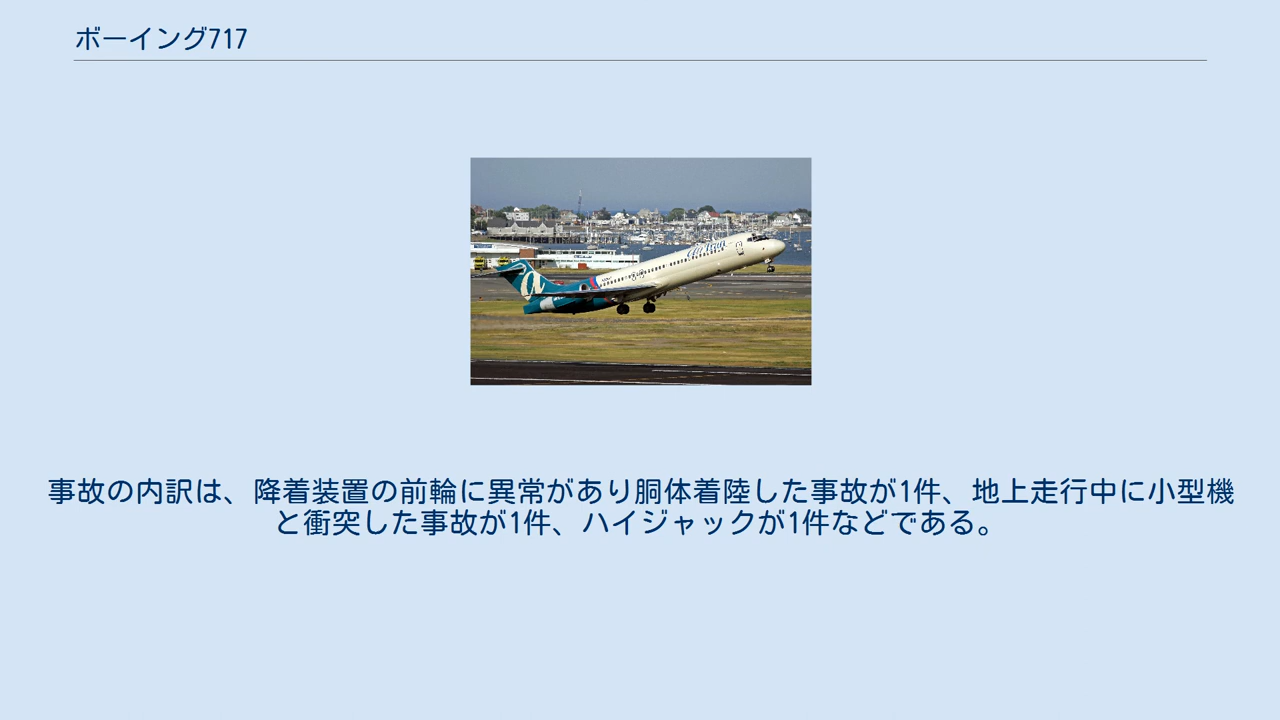 ボーイング717
事故の内訳は、降着装置の前輪に異常があり胴体着陸した事故が1件、地上走行中に小型機
と衝突した事故が1件、ハイジャックが1件などである。